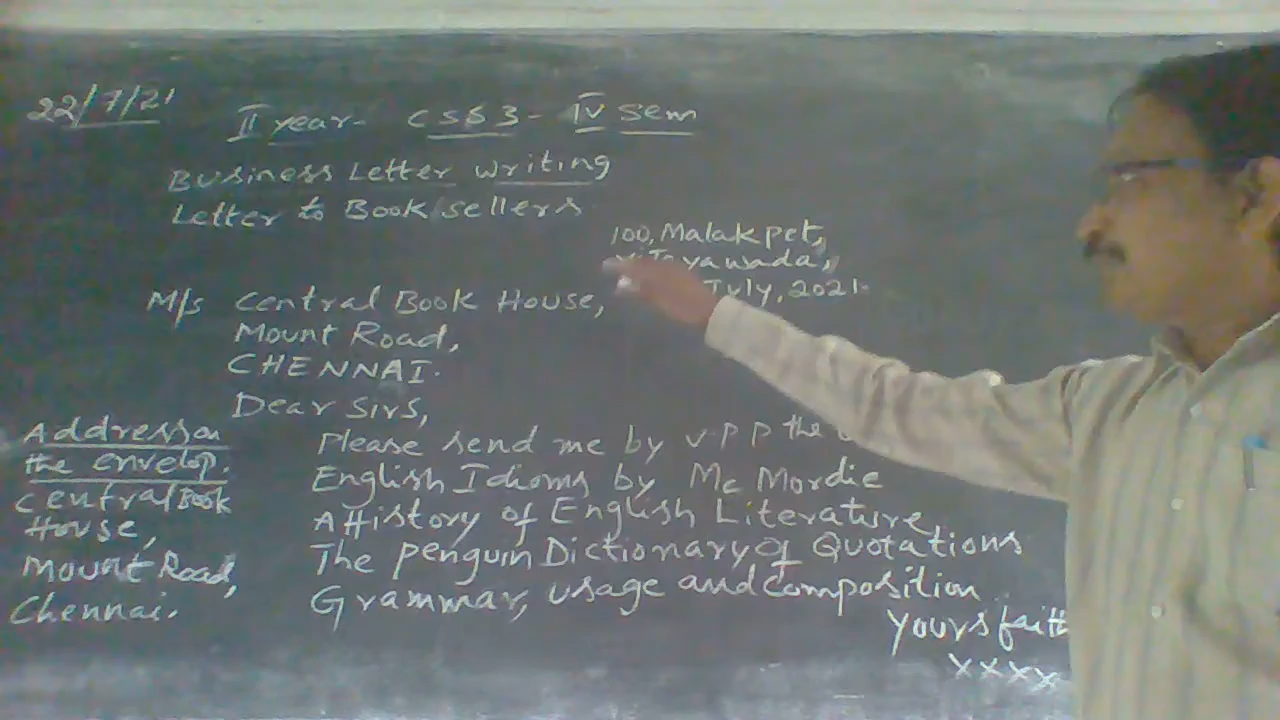 22/7/21
II year - CS63 - IV sem
Business Letter writing
Letter to Book sellers
100, Malakpet,
July, 2021.
M/s Central Book House,
Mount Road,
CHENNAI.
Dear Sirs,
Please send me by V.P.P the
English Idioms by Mc Mordie
A History of English Literature,
The penguin Dictionary of Quotations
Grammar, usage and composition
Yours faith
xxxx
Address on
the envelop.
Central Book
House,
Mount Road,
Chennai.